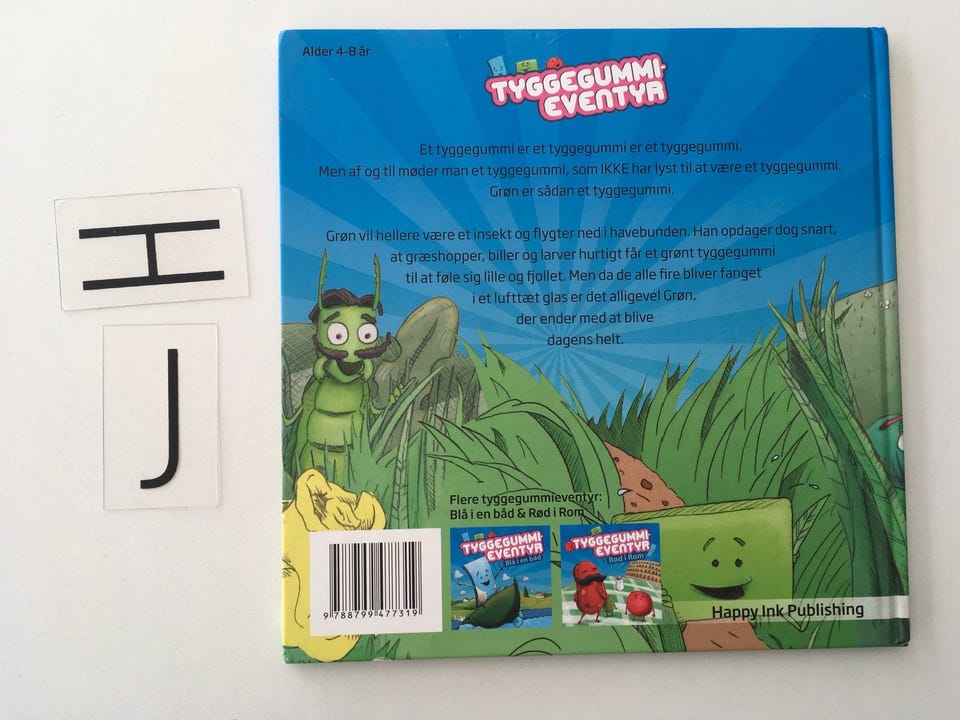 H
J
Alder 4-8 år
TYGGEGUMMI-
EVENTYR
Et tyggegummi er et tyggegummi er et tyggegummi.
Men af og til møder man et tyggegummi, som IKKE har lyst til at være et tyggegummi.
Grøn er sådan et tyggegummi.
Grøn vil hellere være et insekt og flygter ned i havebunden. Han opdager dog snart,
at græshopper, biller og larver hurtigt får et grønt tyggegummi
til at føle sig lille og fjollet. Men da de alle fire bliver fanget
i et lufttæt glas er det alligevel Grøn,
der ender med at blive
dagens helt.
Flere tyggegummieventyr:
Blå i en båd & Rød i Rom
TYGGEGUMMI-
EVENTYR
Blå i en båd
TYGGEGUMMI-
EVENTYR
Rød i Rom
9 788799 477319
Happy Ink Publishing